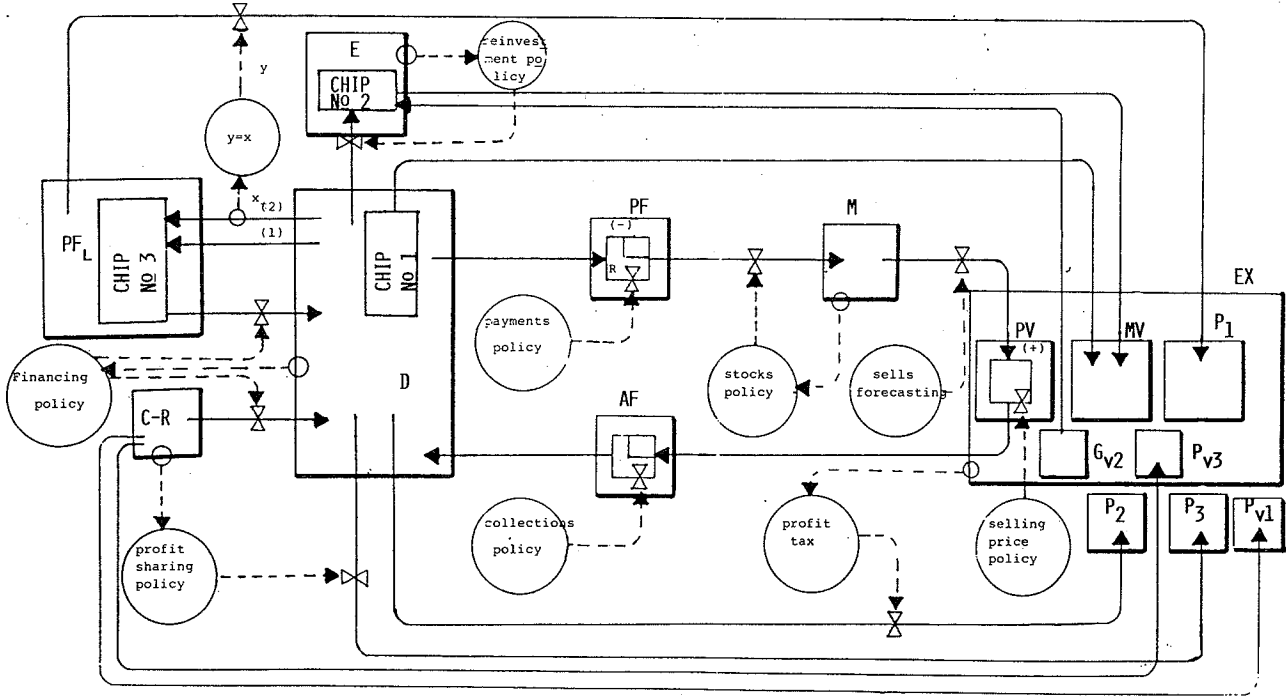 E
reinvest
ment po
licy
CHIP
No 2
y
y=x
x
(2)
(1)
PF
(-)
R
M
PFL
CHIP
No 3
CHIP
No 1
EX
PV
(+)
MV
P1
payments
policy
stocks
policy
sells
forecasting
Financing
policy
D
C-R
AF
Gv2
Pv3
collections
policy
profit
tax
selling
price
policy
P2
P3
Pv1
profit
sharing
policy